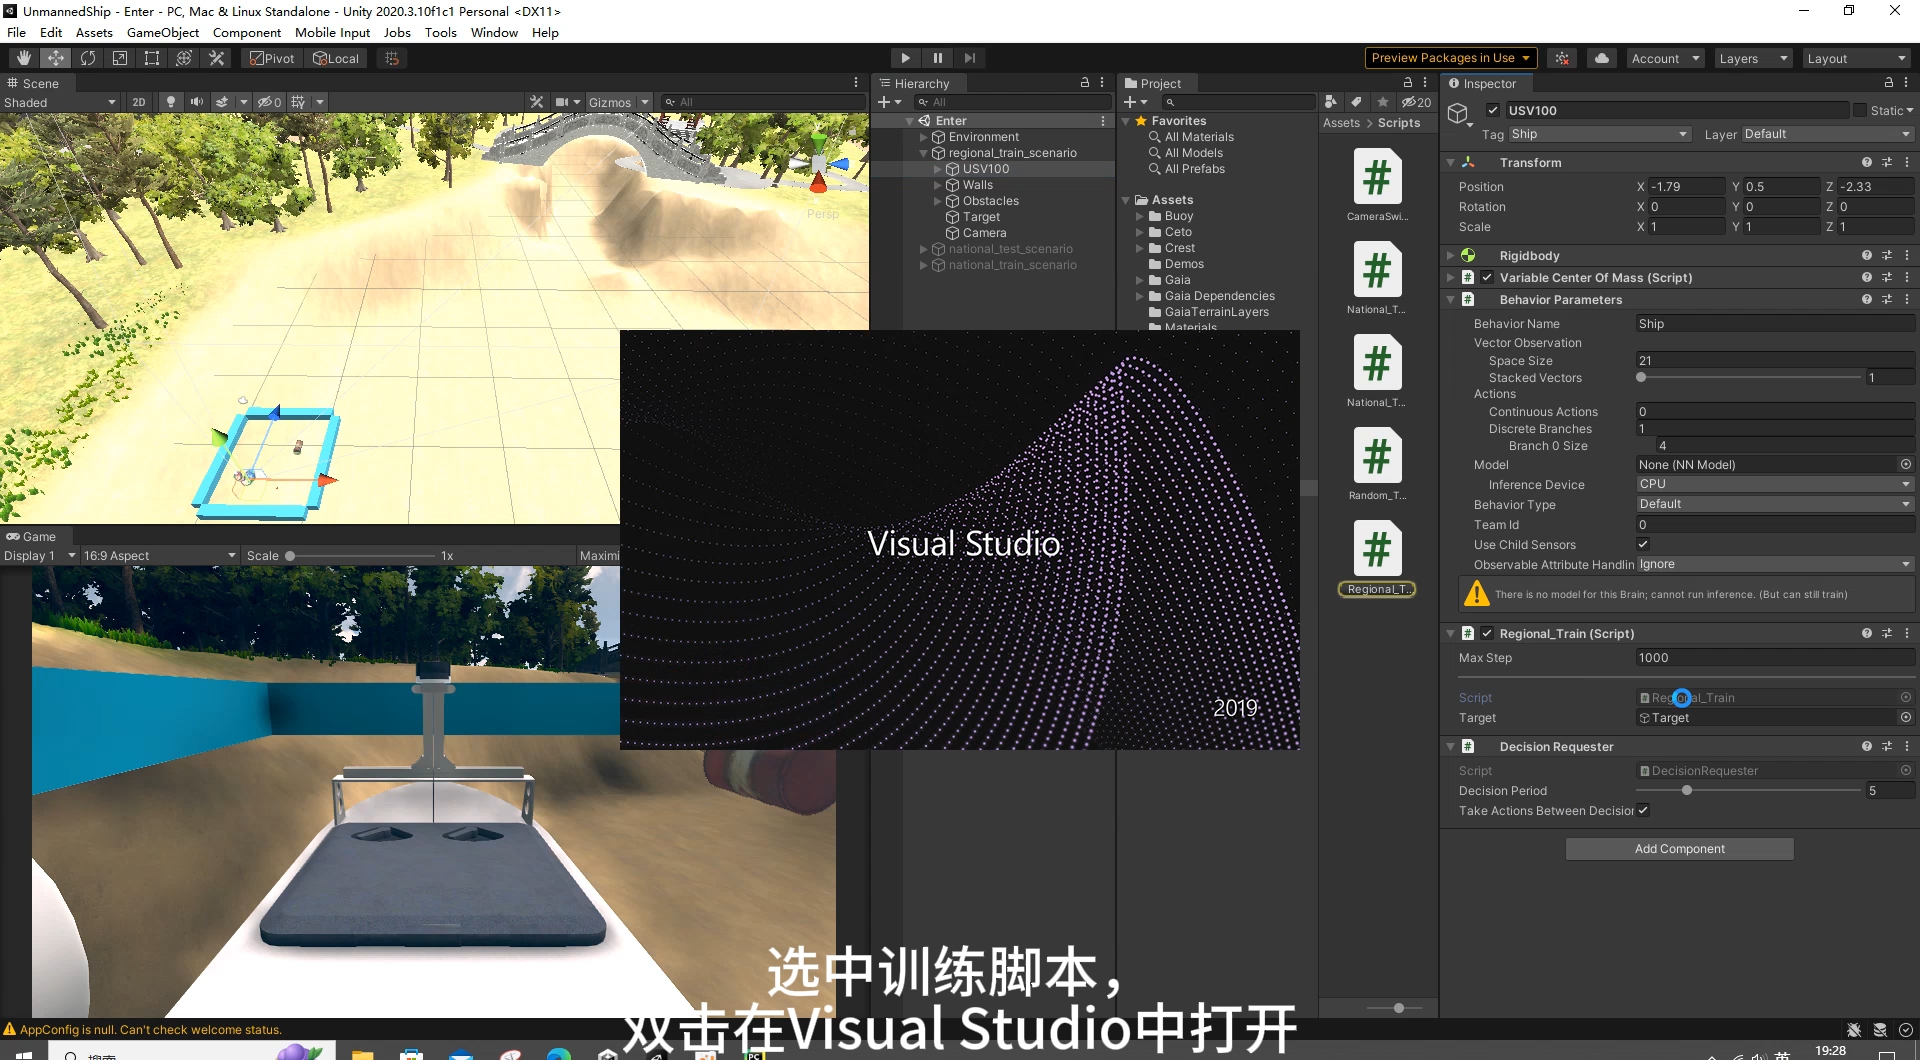 UnmannedShip - Enter - PC, Mac & Linux Standalone - Unity 2020.3.10f1c1 Personal <DX11>
File Edit Assets GameObject Component Mobile Input Jobs Tools Window Help
Pivot Local
Preview Packages in Use
Account Layers Layout
Scene
Shaded 2D 0 Gizmos All
Persp
Game
Display 1 16:9 Aspect Scale 1x Maximi
Hierarchy
All
Enter
Environment
regional_train_scenario
USV100
Walls
Obstacles
Target
Camera
national_test_scenario
national_train_scenario
Project
20
Favorites
All Materials
All Models
All Prefabs
Assets
Buoy
Ceto
Crest
Demos
Gaia
Gaia Dependencies
GaiaTerrainLayers
Materials
Assets Scripts
CameraSwi...
National_T...
National_T...
Random_T...
Regional_T...
Visual Studio
2019
Inspector
USV100 Static
Tag Ship Layer Default
Transform
Position X -1.79 Y 0.5 Z -2.33
Rotation X 0 Y 0 Z 0
Scale X 1 Y 1 Z 1
Rigidbody
Variable Center Of Mass (Script)
Behavior Parameters
Behavior Name Ship
Vector Observation
Space Size 21
Stacked Vectors 1
Actions
Continuous Actions 0
Discrete Branches 1
Branch 0 Size 4
Model None (NN Model)
Inference Device CPU
Behavior Type Default
Team Id 0
Use Child Sensors
Observable Attribute Handlin Ignore
There is no model for this Brain; cannot run inference. (But can still train)
Regional_Train (Script)
Max Step 1000
Script Regional_Train
Target Target
Decision Requester
Script DecisionRequester
Decision Period 5
Take Actions Between Decision
Add Component
选中训练脚本，
双击在Visual Studio中打开
AppConfig is null. Can't check welcome status.
搜索
英
19:28